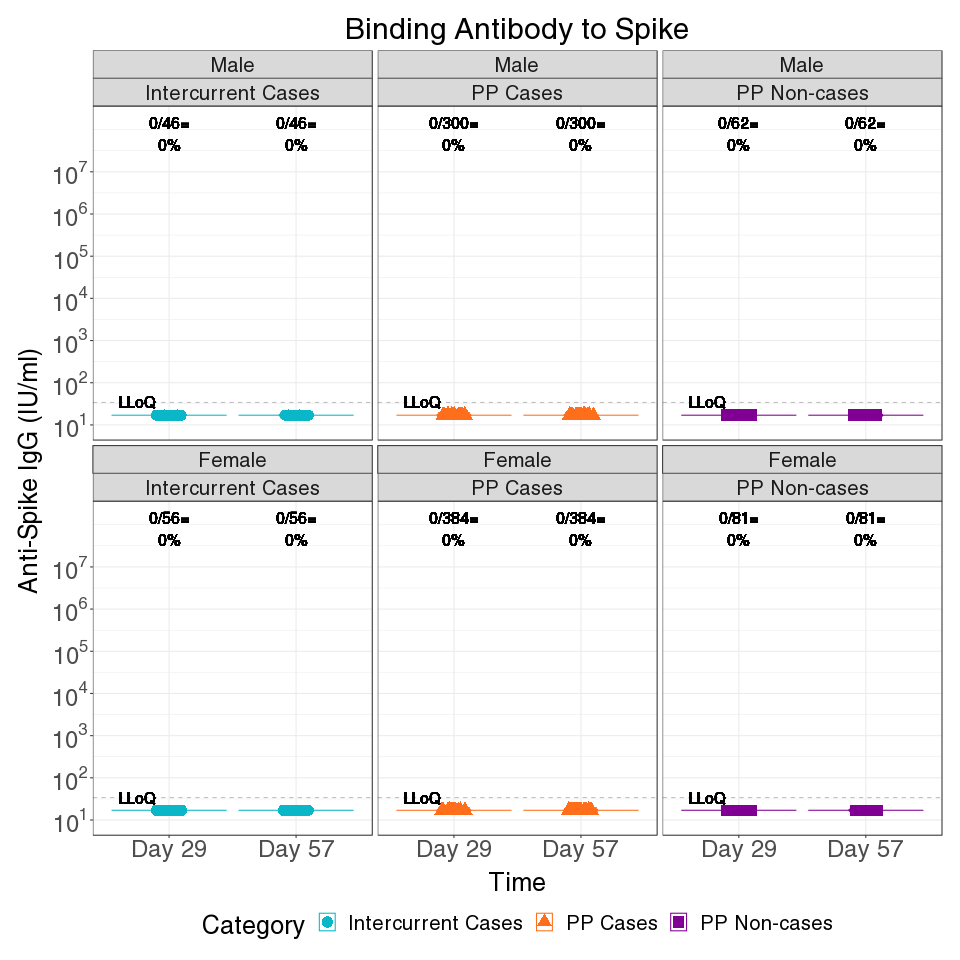 Binding Antibody to Spike
Male Male Male
Intercurrent Cases PP Cases PP Non-cases
0/46= 0/46= 0/300= 0/300= 0/62= 0/62=
0% 0% 0% 0% 0% 0%
10^7
10^6
10^5
10^4
10^3
10^2
LLoQ LLoQ LLoQ
10^1
Anti-Spike IgG (IU/ml)
Female Female Female
Intercurrent Cases PP Cases PP Non-cases
0/56= 0/56= 0/384= 0/384= 0/81= 0/81=
0% 0% 0% 0% 0% 0%
10^7
10^6
10^5
10^4
10^3
10^2
LLoQ LLoQ LLoQ
10^1
Day 29 Day 57 Day 29 Day 57 Day 29 Day 57
Time
Category Intercurrent Cases PP Cases PP Non-cases